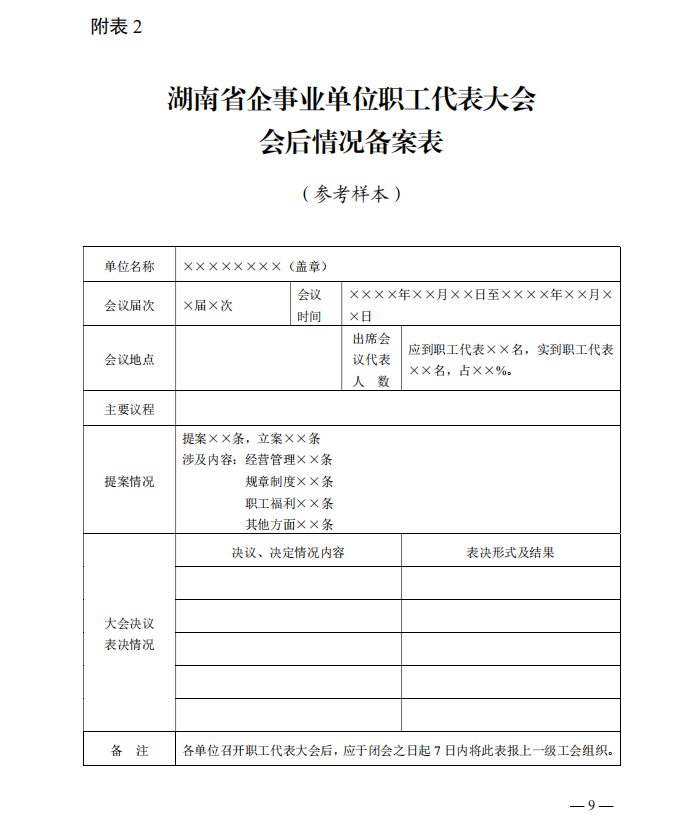 附表 2
湖南省企事业单位职工代表大会
会后情况备案表
（参考样本）
单位名称
××××××××（盖章）
会议届次
×届×次
会议
时间
××××年××月××日至××××年××月×
×日
会议地点
出席会
议代表
人 数
应到职工代表××名，实到职工代表
××名，占××%。
主要议程
提案情况
提案××条，立案××条
涉及内容：经营管理××条
规章制度××条
职工福利××条
其他方面××条
大会决议
表决情况
决议、决定情况内容
表决形式及结果
备 注
各单位召开职工代表大会后，应于闭会之日起 7 日内将此表报上一级工会组织。
— 9 —